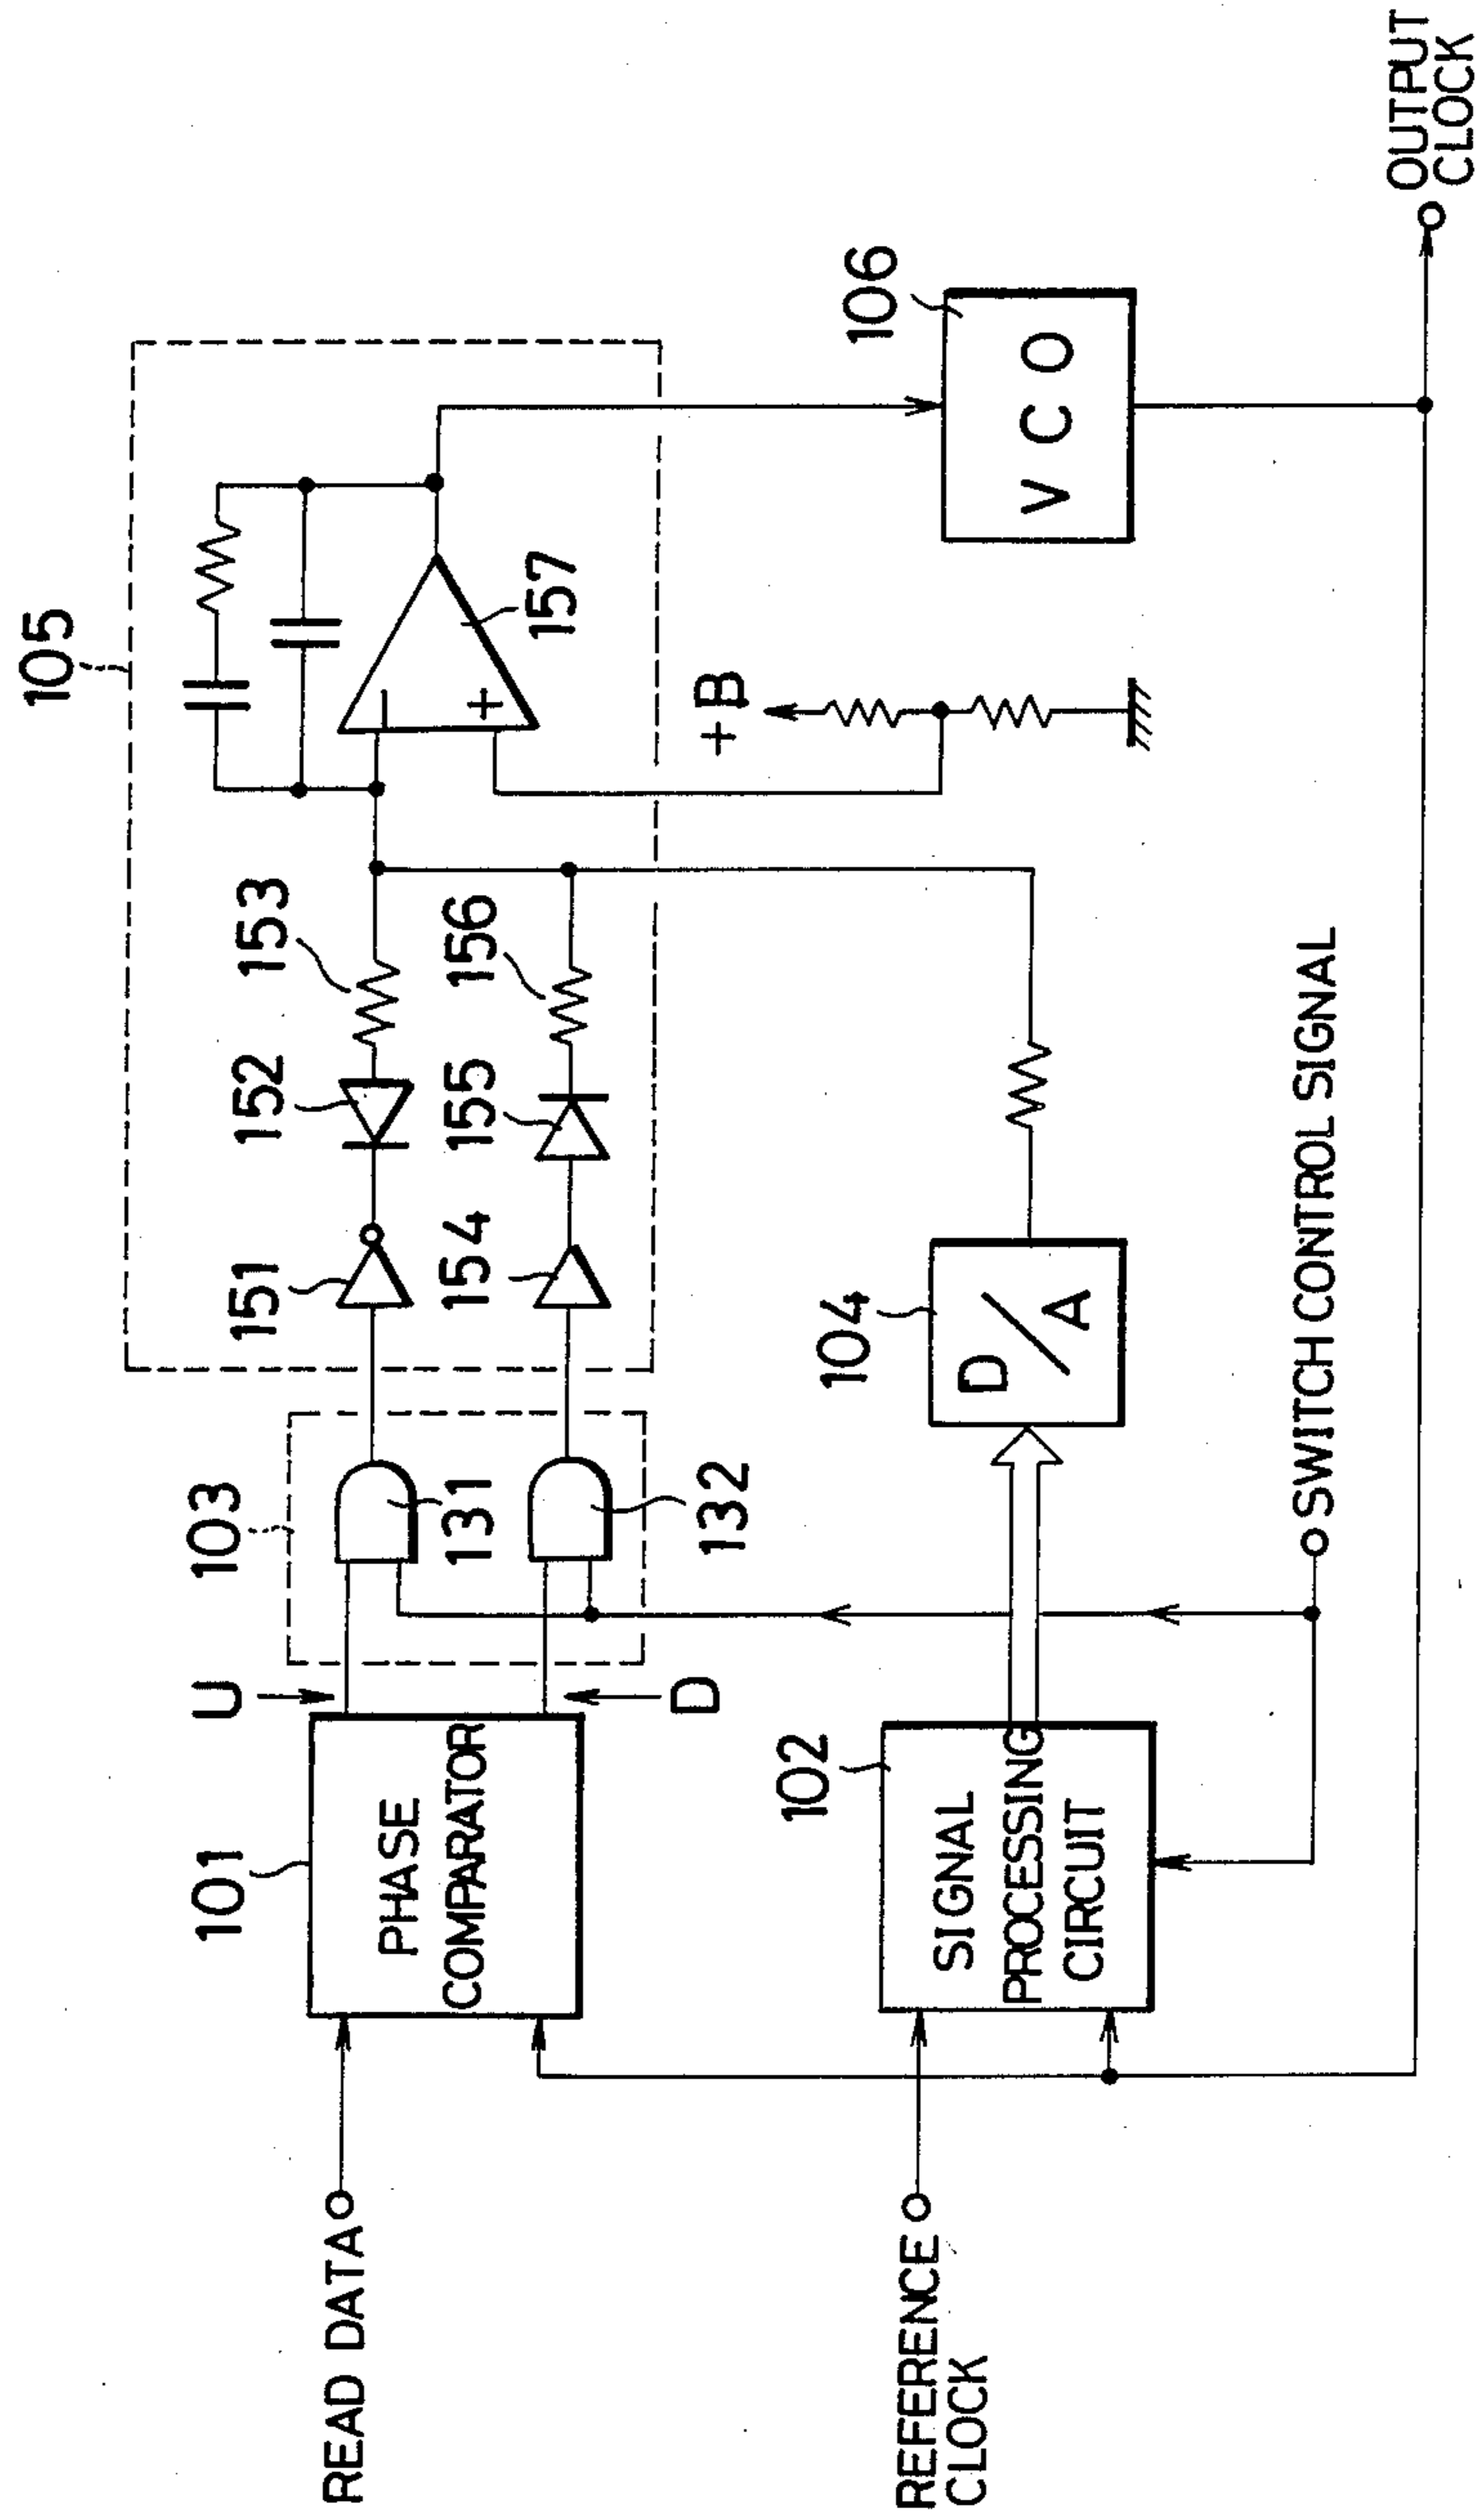 105
103
153
152
151
101
U
PHASE
COMPARATOR
READ DATA
131
154
155
156
157
132
D
+B
−
+
106
V C O
104
D/A
102
SIGNAL
PROCESSING
CIRCUIT
REFERENCE
CLOCK
SWITCH CONTROL SIGNAL
OUTPUT
CLOCK